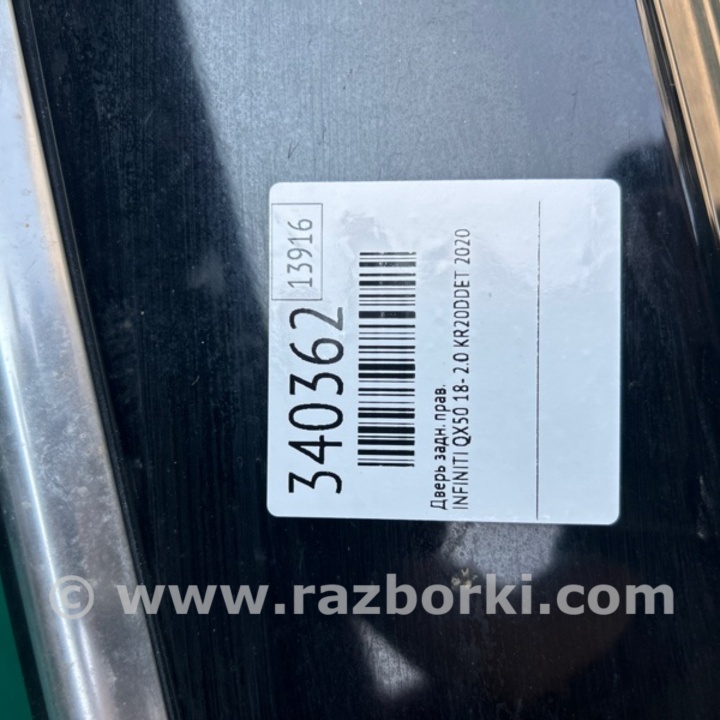 340362
13916
Дверь задн. прав.
INFINITI QX50 18- 2.0 KR20DDET 2020
© www.razborki.com